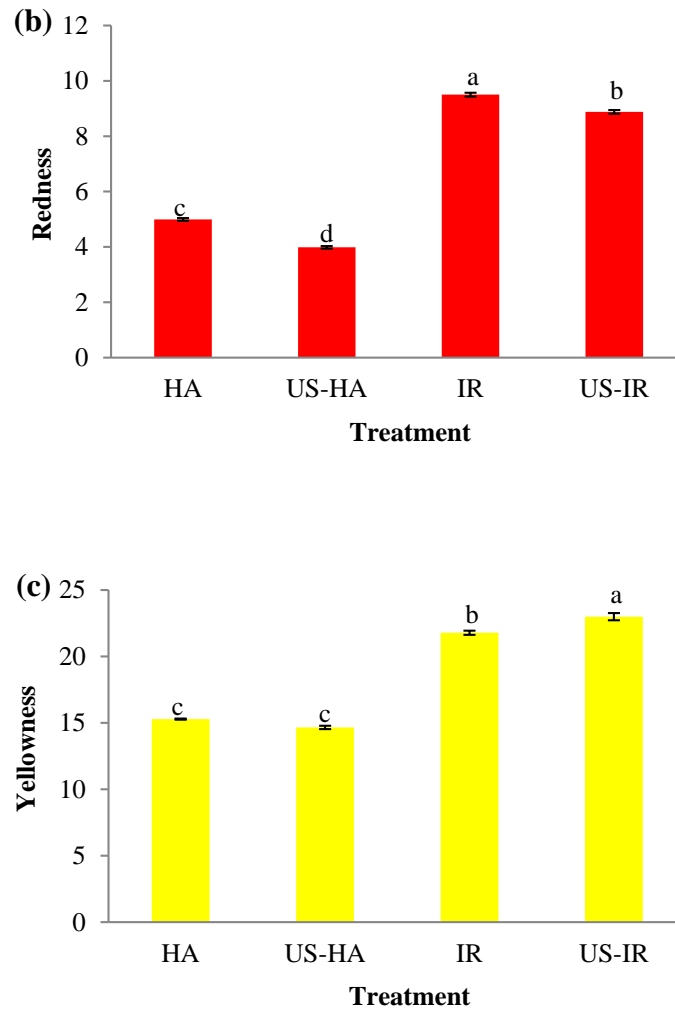 (b)
12
10
8
6
4
2
0
Redness
c
d
a
b
HA US-HA IR US-IR
Treatment
(c)
25
20
15
10
5
0
Yellowness
c
c
b
a
HA US-HA IR US-IR
Treatment